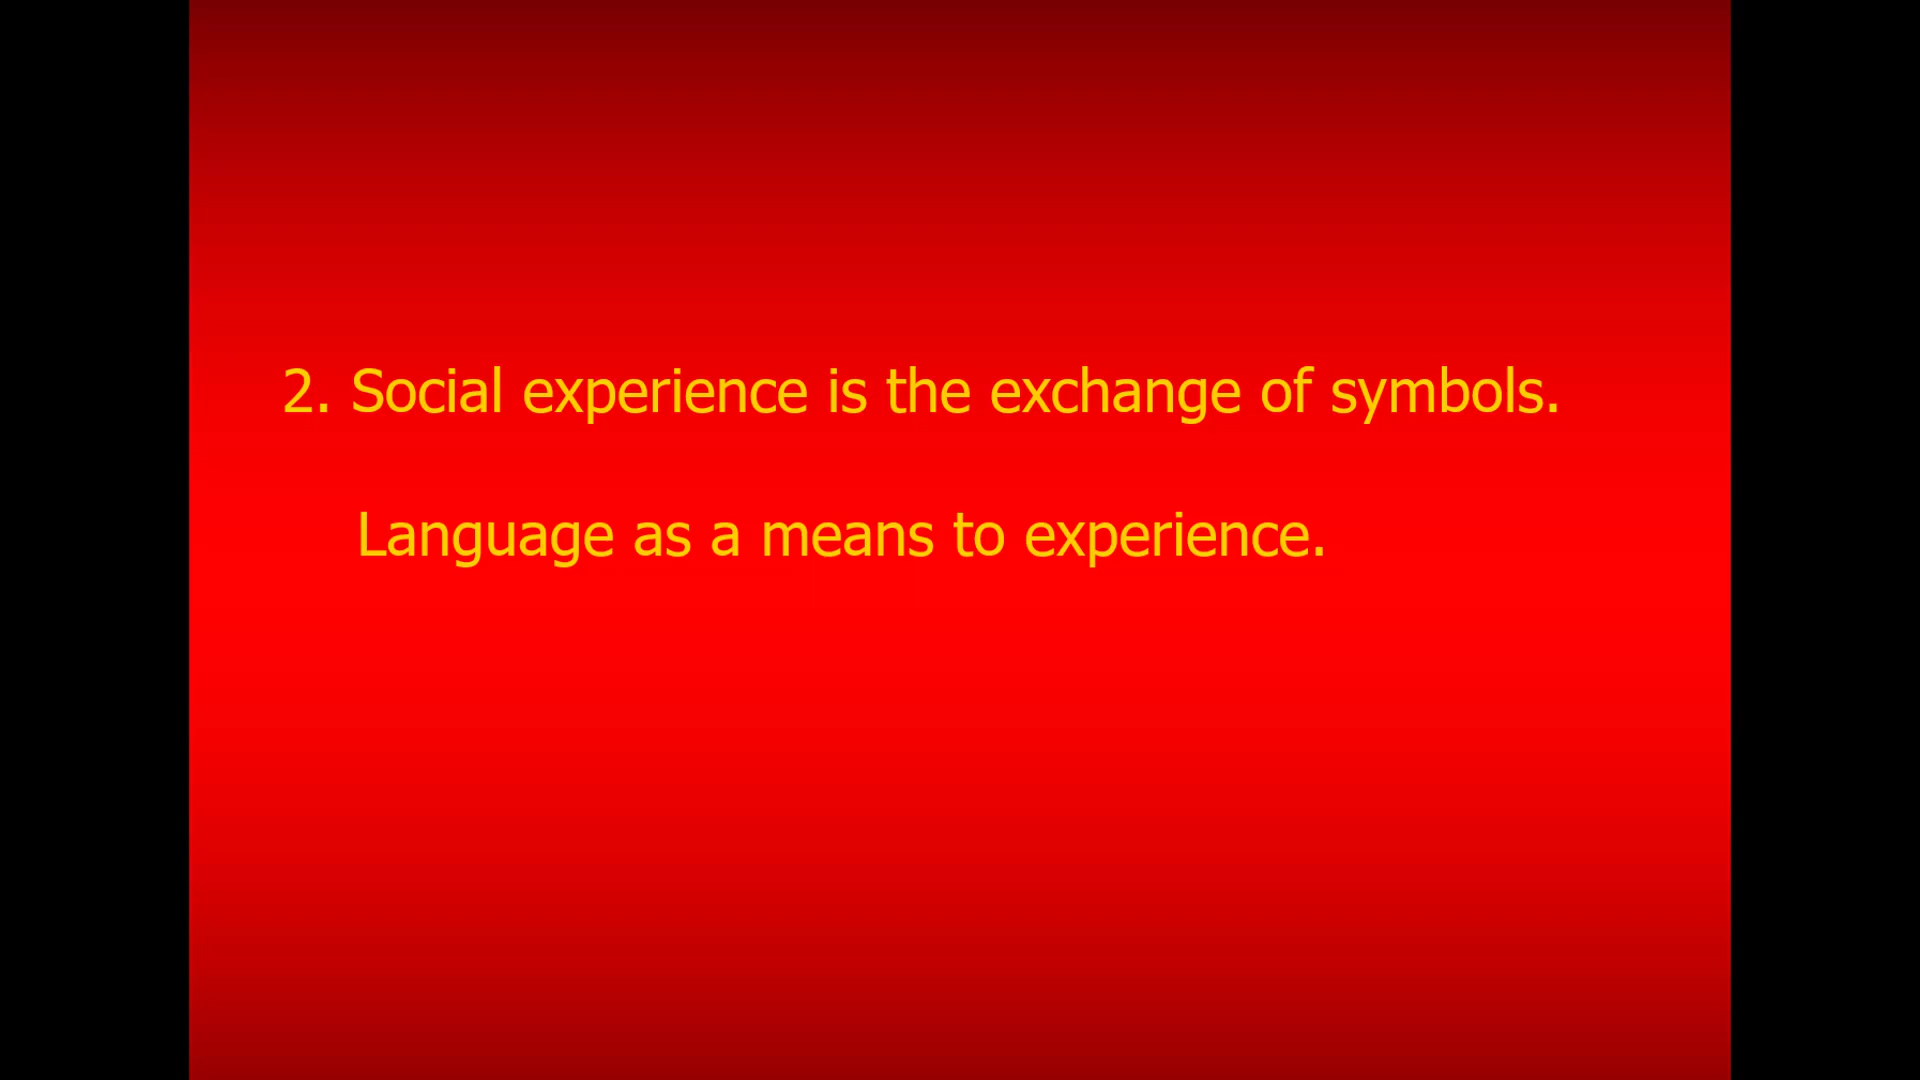 2. Social experience is the exchange of symbols.
Language as a means to experience.